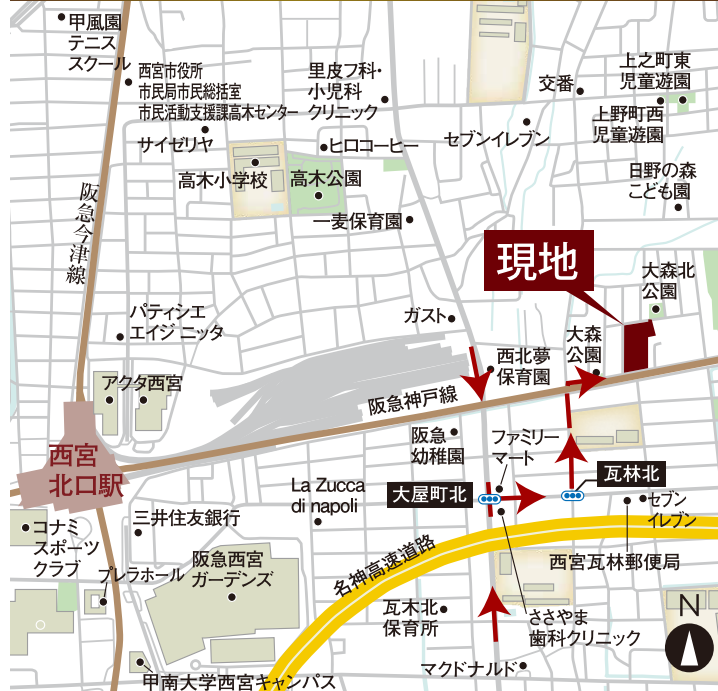 甲風園
テニス
スクール
西宮市役所
市民局市民総括室
市民活動支援課高木センター
サイゼリヤ
里皮フ科・
小児科
クリニック
ヒロコーヒー
高木小学校
高木公園
一麦保育園
セブンイレブン
交番
上之町東
児童遊園
上野町西
児童遊園
日野の森
こども園
阪急今津線
現地
大森北
公園
パティシエ
エイジ・ニッタ
ガスト
西北夢
保育園
大森
公園
アクタ西宮
阪急神戸線
西宮
北口駅
阪急
幼稚園
ファミリー
マート
瓦林北
大屋町北
La Zucca
di napoli
セブン
イレブン
コナミ
スポーツ
クラブ
三井住友銀行
プレラホール
阪急西宮
ガーデンズ
名神高速道路
西宮瓦林郵便局
瓦木北
保育所
ささやま
歯科クリニック
マクドナルド
甲南大学西宮キャンパス
N